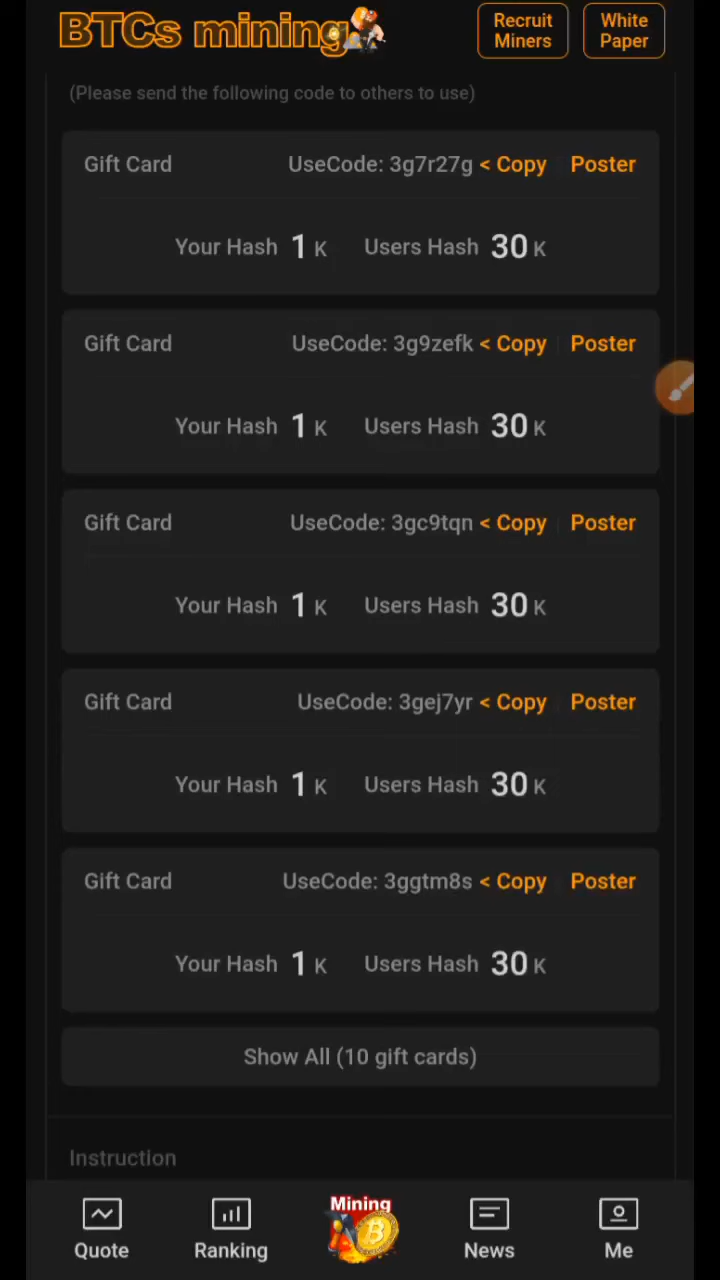 BTCs mining
Recruit Miners
White Paper
(Please send the following code to others to use)
Gift Card UseCode: 3g7r27g < Copy Poster
Your Hash 1 K Users Hash 30 K
Gift Card UseCode: 3g9zefk < Copy Poster
Your Hash 1 K Users Hash 30 K
Gift Card UseCode: 3gc9tqn < Copy Poster
Your Hash 1 K Users Hash 30 K
Gift Card UseCode: 3gej7yr < Copy Poster
Your Hash 1 K Users Hash 30 K
Gift Card UseCode: 3ggtm8s < Copy Poster
Your Hash 1 K Users Hash 30 K
Show All (10 gift cards)
Instruction
Mining
Quote Ranking News Me